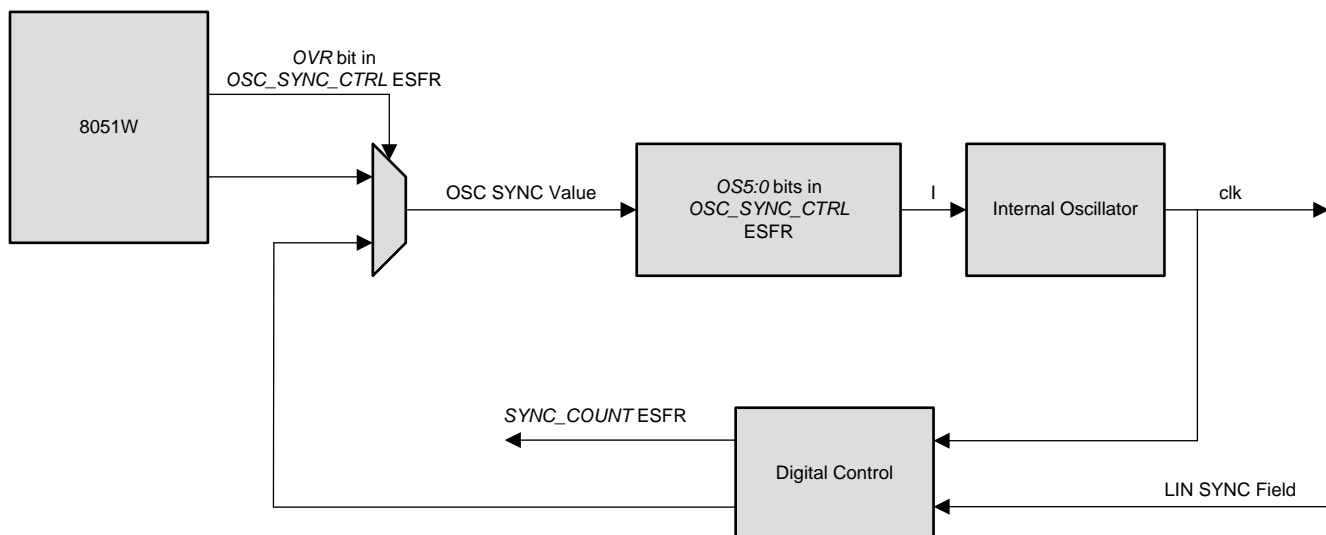 OVR bit in
OSC_SYNC_CTRL ESFR
8051W
OSC SYNC Value
OS5:0 bits in
OSC_SYNC_CTRL
ESFR
I
Internal Oscillator
clk
SYNC_COUNT ESFR
Digital Control
LIN SYNC Field